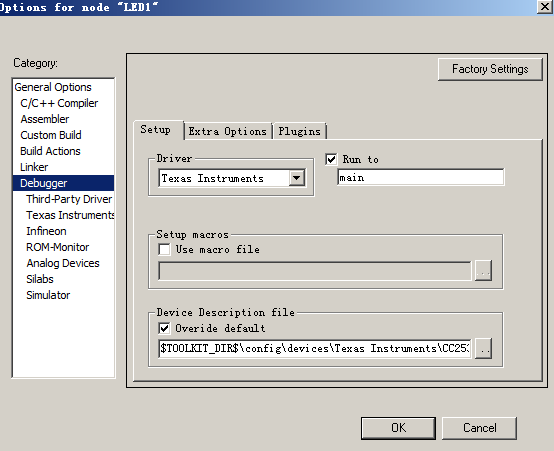 Options for node "LED1"
Category:
Factory Settings
General Options
C/C++ Compiler
Assembler
Custom Build
Build Actions
Linker
Debugger
Third-Party Driver
Texas Instruments
Infineon
ROM-Monitor
Analog Devices
Silabs
Simulator
Setup
Extra Options
Plugins
Driver
Texas Instruments
Run to
main
Setup macros
Use macro file
..
Device Description file
Overide default
$TOOLKIT_DIR$\config\devices\Texas Instruments\CC253
..
OK
Cancel